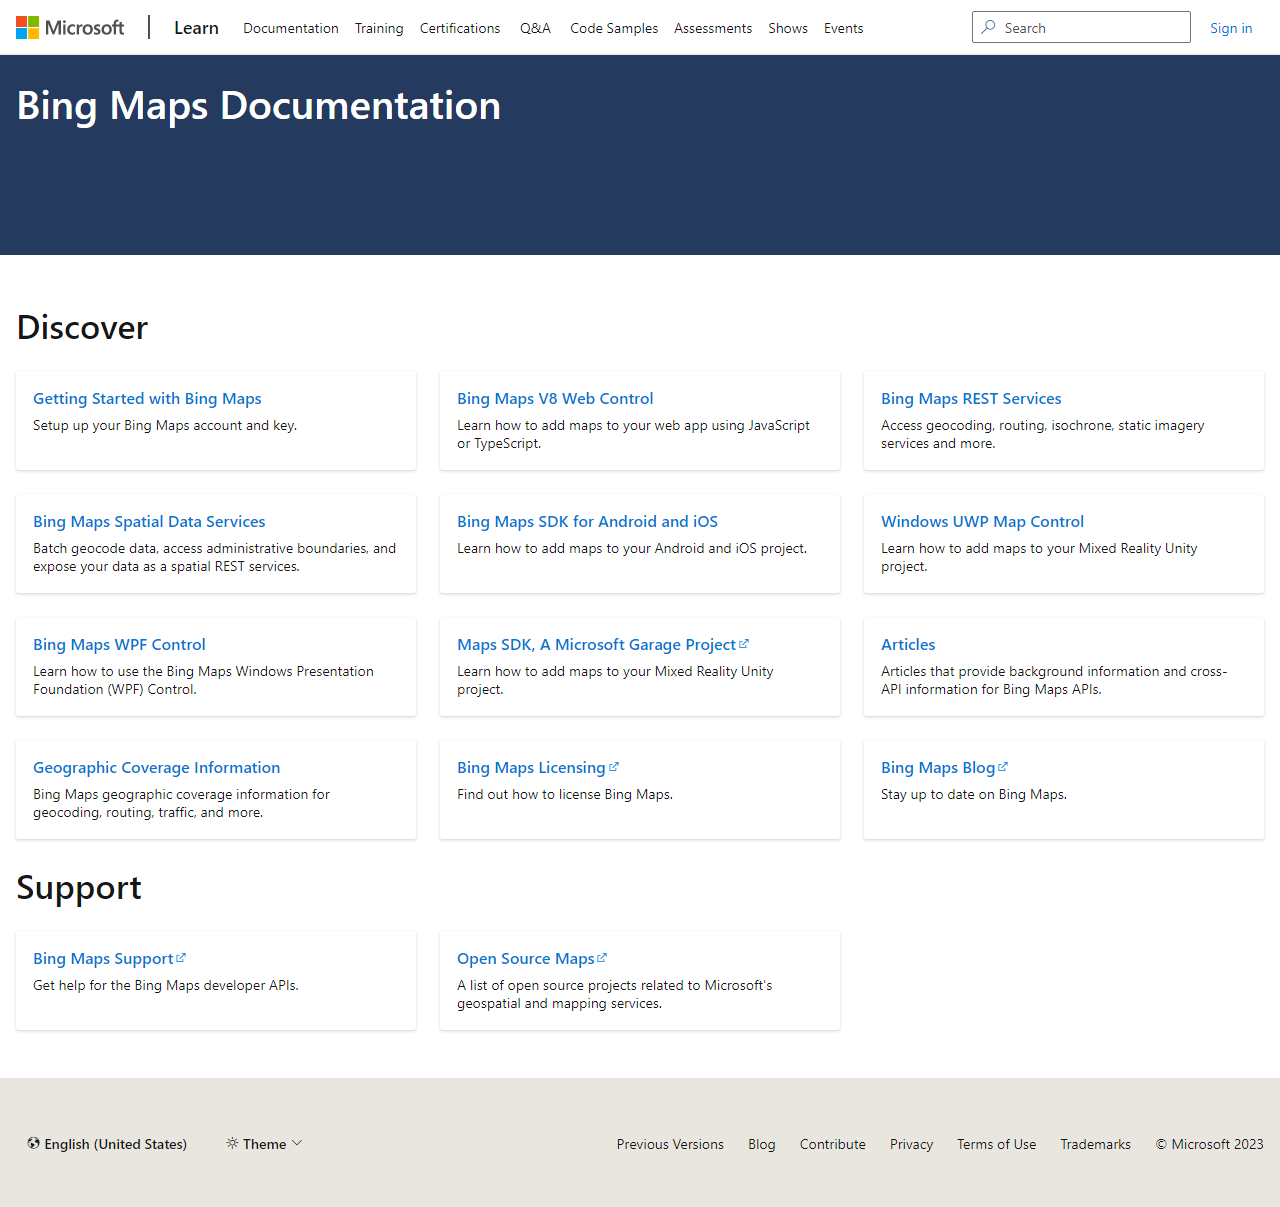 Microsoft Learn Documentation Training Certifications Q&A Code Samples Assessments Shows Events Search Sign in
Bing Maps Documentation
Discover
Getting Started with Bing Maps
Setup up your Bing Maps account and key.
Bing Maps V8 Web Control
Learn how to add maps to your web app using JavaScript
or TypeScript.
Bing Maps REST Services
Access geocoding, routing, isochrone, static imagery
services and more.
Bing Maps Spatial Data Services
Batch geocode data, access administrative boundaries, and
expose your data as a spatial REST services.
Bing Maps SDK for Android and iOS
Learn how to add maps to your Android and iOS project.
Windows UWP Map Control
Learn how to add maps to your Mixed Reality Unity
project.
Bing Maps WPF Control
Learn how to use the Bing Maps Windows Presentation
Foundation (WPF) Control.
Maps SDK, A Microsoft Garage Project
Learn how to add maps to your Mixed Reality Unity
project.
Articles
Articles that provide background information and cross-
API information for Bing Maps APIs.
Geographic Coverage Information
Bing Maps geographic coverage information for
geocoding, routing, traffic, and more.
Bing Maps Licensing
Find out how to license Bing Maps.
Bing Maps Blog
Stay up to date on Bing Maps.
Support
Bing Maps Support
Get help for the Bing Maps developer APIs.
Open Source Maps
A list of open source projects related to Microsoft's
geospatial and mapping services.
English (United States) Theme Previous Versions Blog Contribute Privacy Terms of Use Trademarks © Microsoft 2023